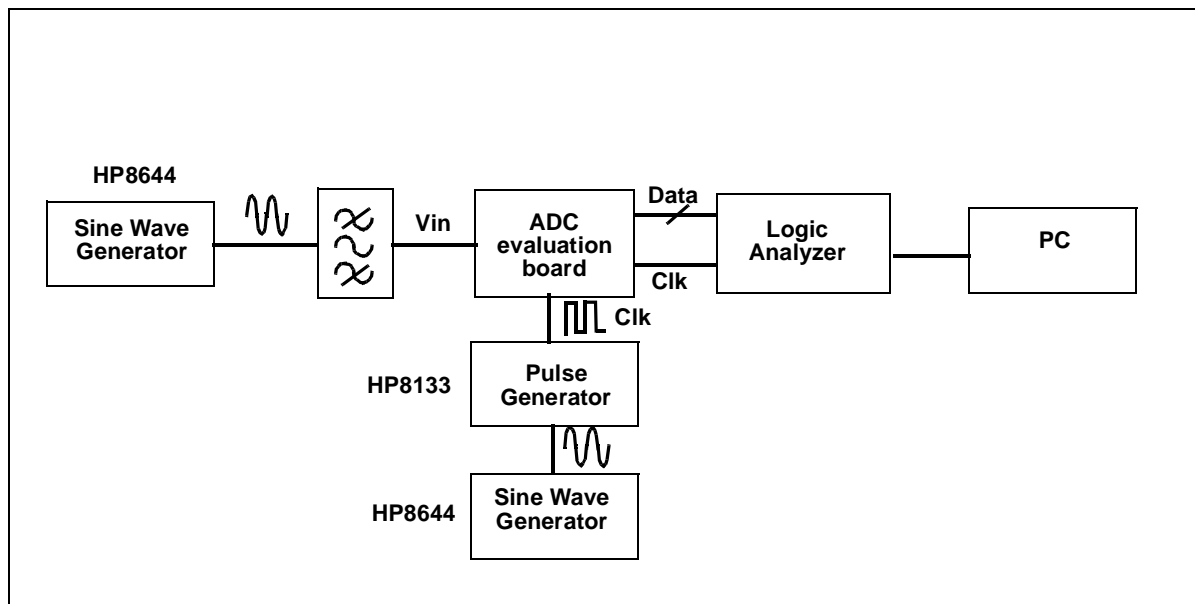 HP8644
Sine Wave
Generator
Vin
ADC
evaluation
board
Data
Clk
Logic
Analyzer
PC
Clk
HP8133
Pulse
Generator
HP8644
Sine Wave
Generator